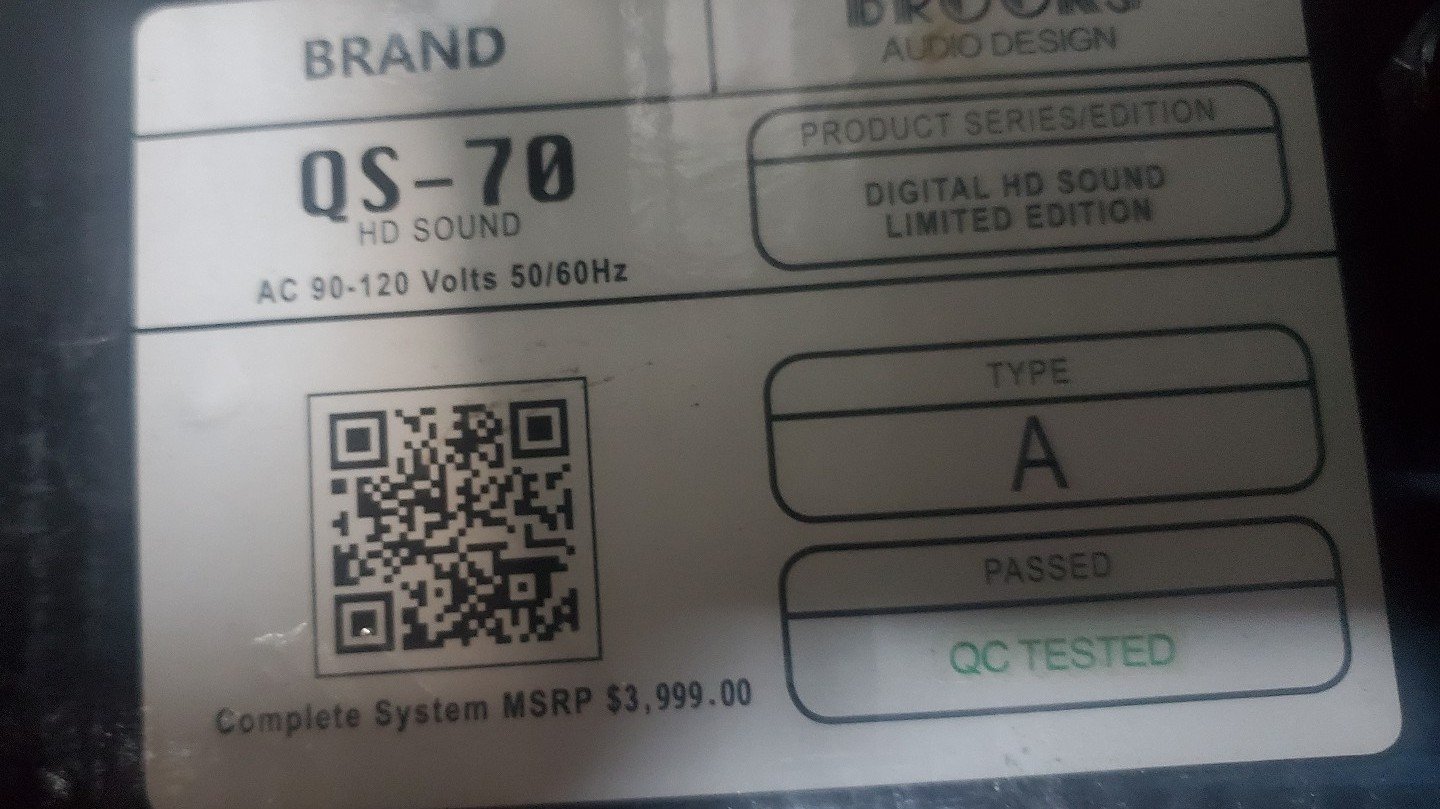 BRAND
BROOKS
AUDIO DESIGN
QS-70
HD SOUND
AC 90-120 Volts 50/60Hz
PRODUCT SERIES/EDITION
DIGITAL HD SOUND
LIMITED EDITION
TYPE
A
PASSED
QC TESTED
Complete System MSRP $3,999.00